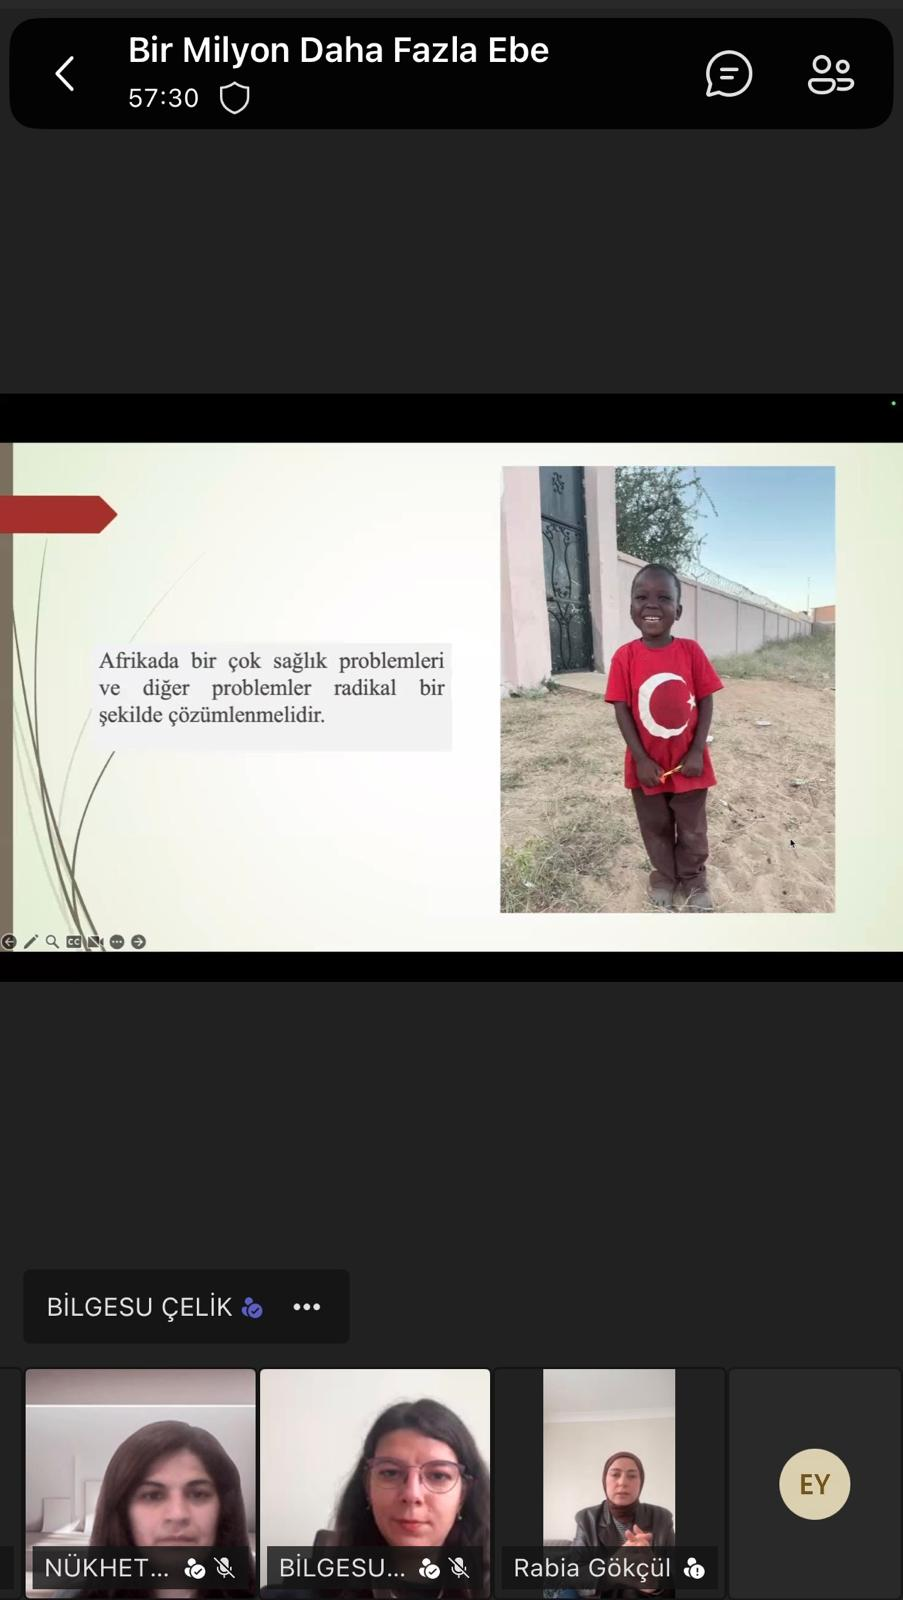 Bir Milyon Daha Fazla Ebe
57:30
Afrikada bir çok sağlık problemleri
ve diğer problemler radikal bir
şekilde çözümlenmelidir.
CC
BİLGESU ÇELİK
NÜKHET...
BİLGESU...
Rabia Gökçül
EY